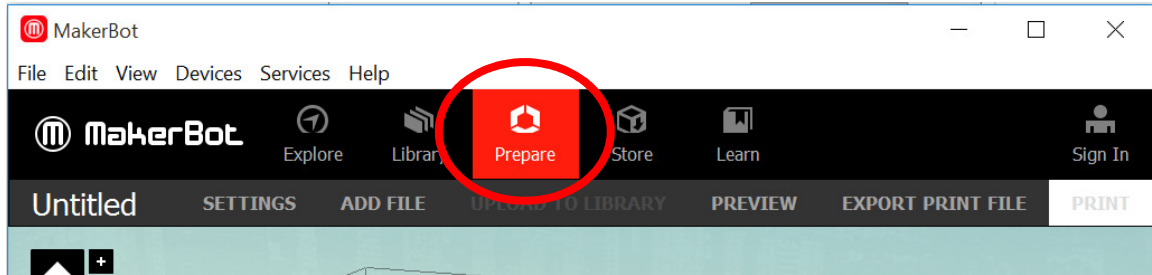 MakerBot
File Edit View Devices Services Help
MakerBot Explore Library Prepare Store Learn Sign In
Untitled SETTINGS ADD FILE UPLOAD TO LIBRARY PREVIEW EXPORT PRINT FILE PRINT
+